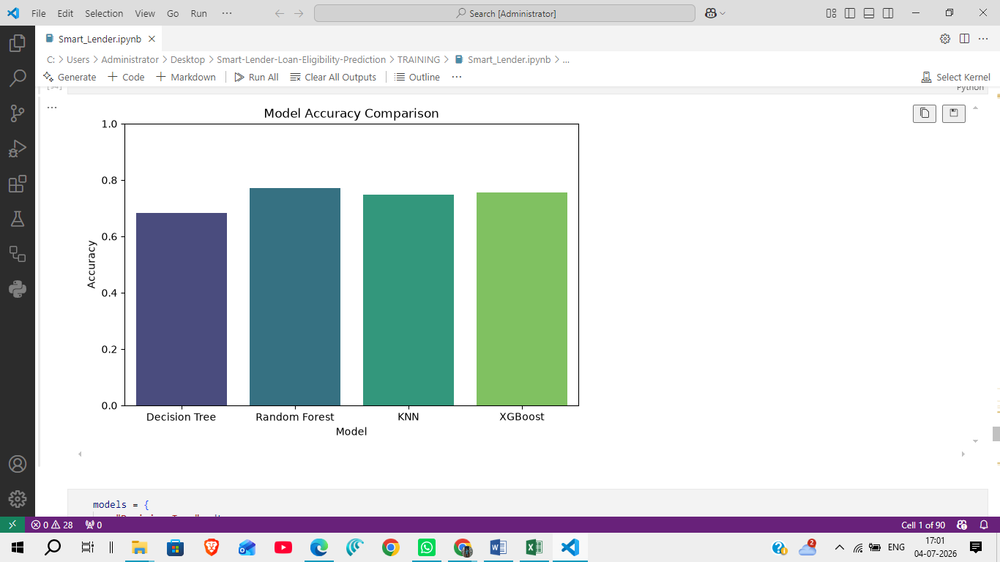 File Edit Selection View Go Run ··· Search [Administrator]
Smart_Lender.ipynb
C: > Users > Administrator > Desktop > Smart-Lender-Loan-Eligibility-Prediction > TRAINING > Smart_Lender.ipynb > ...
Generate + Code + Markdown Run All Clear All Outputs Outline ···
Select Kernel
[94]
Python
Model Accuracy Comparison
1.0
0.8
0.6
0.4
0.2
0.0
Accuracy
Decision Tree Random Forest KNN XGBoost
Model
models = {
0 28 0
Cell 1 of 90
2
ENG
17:01
04-07-2026